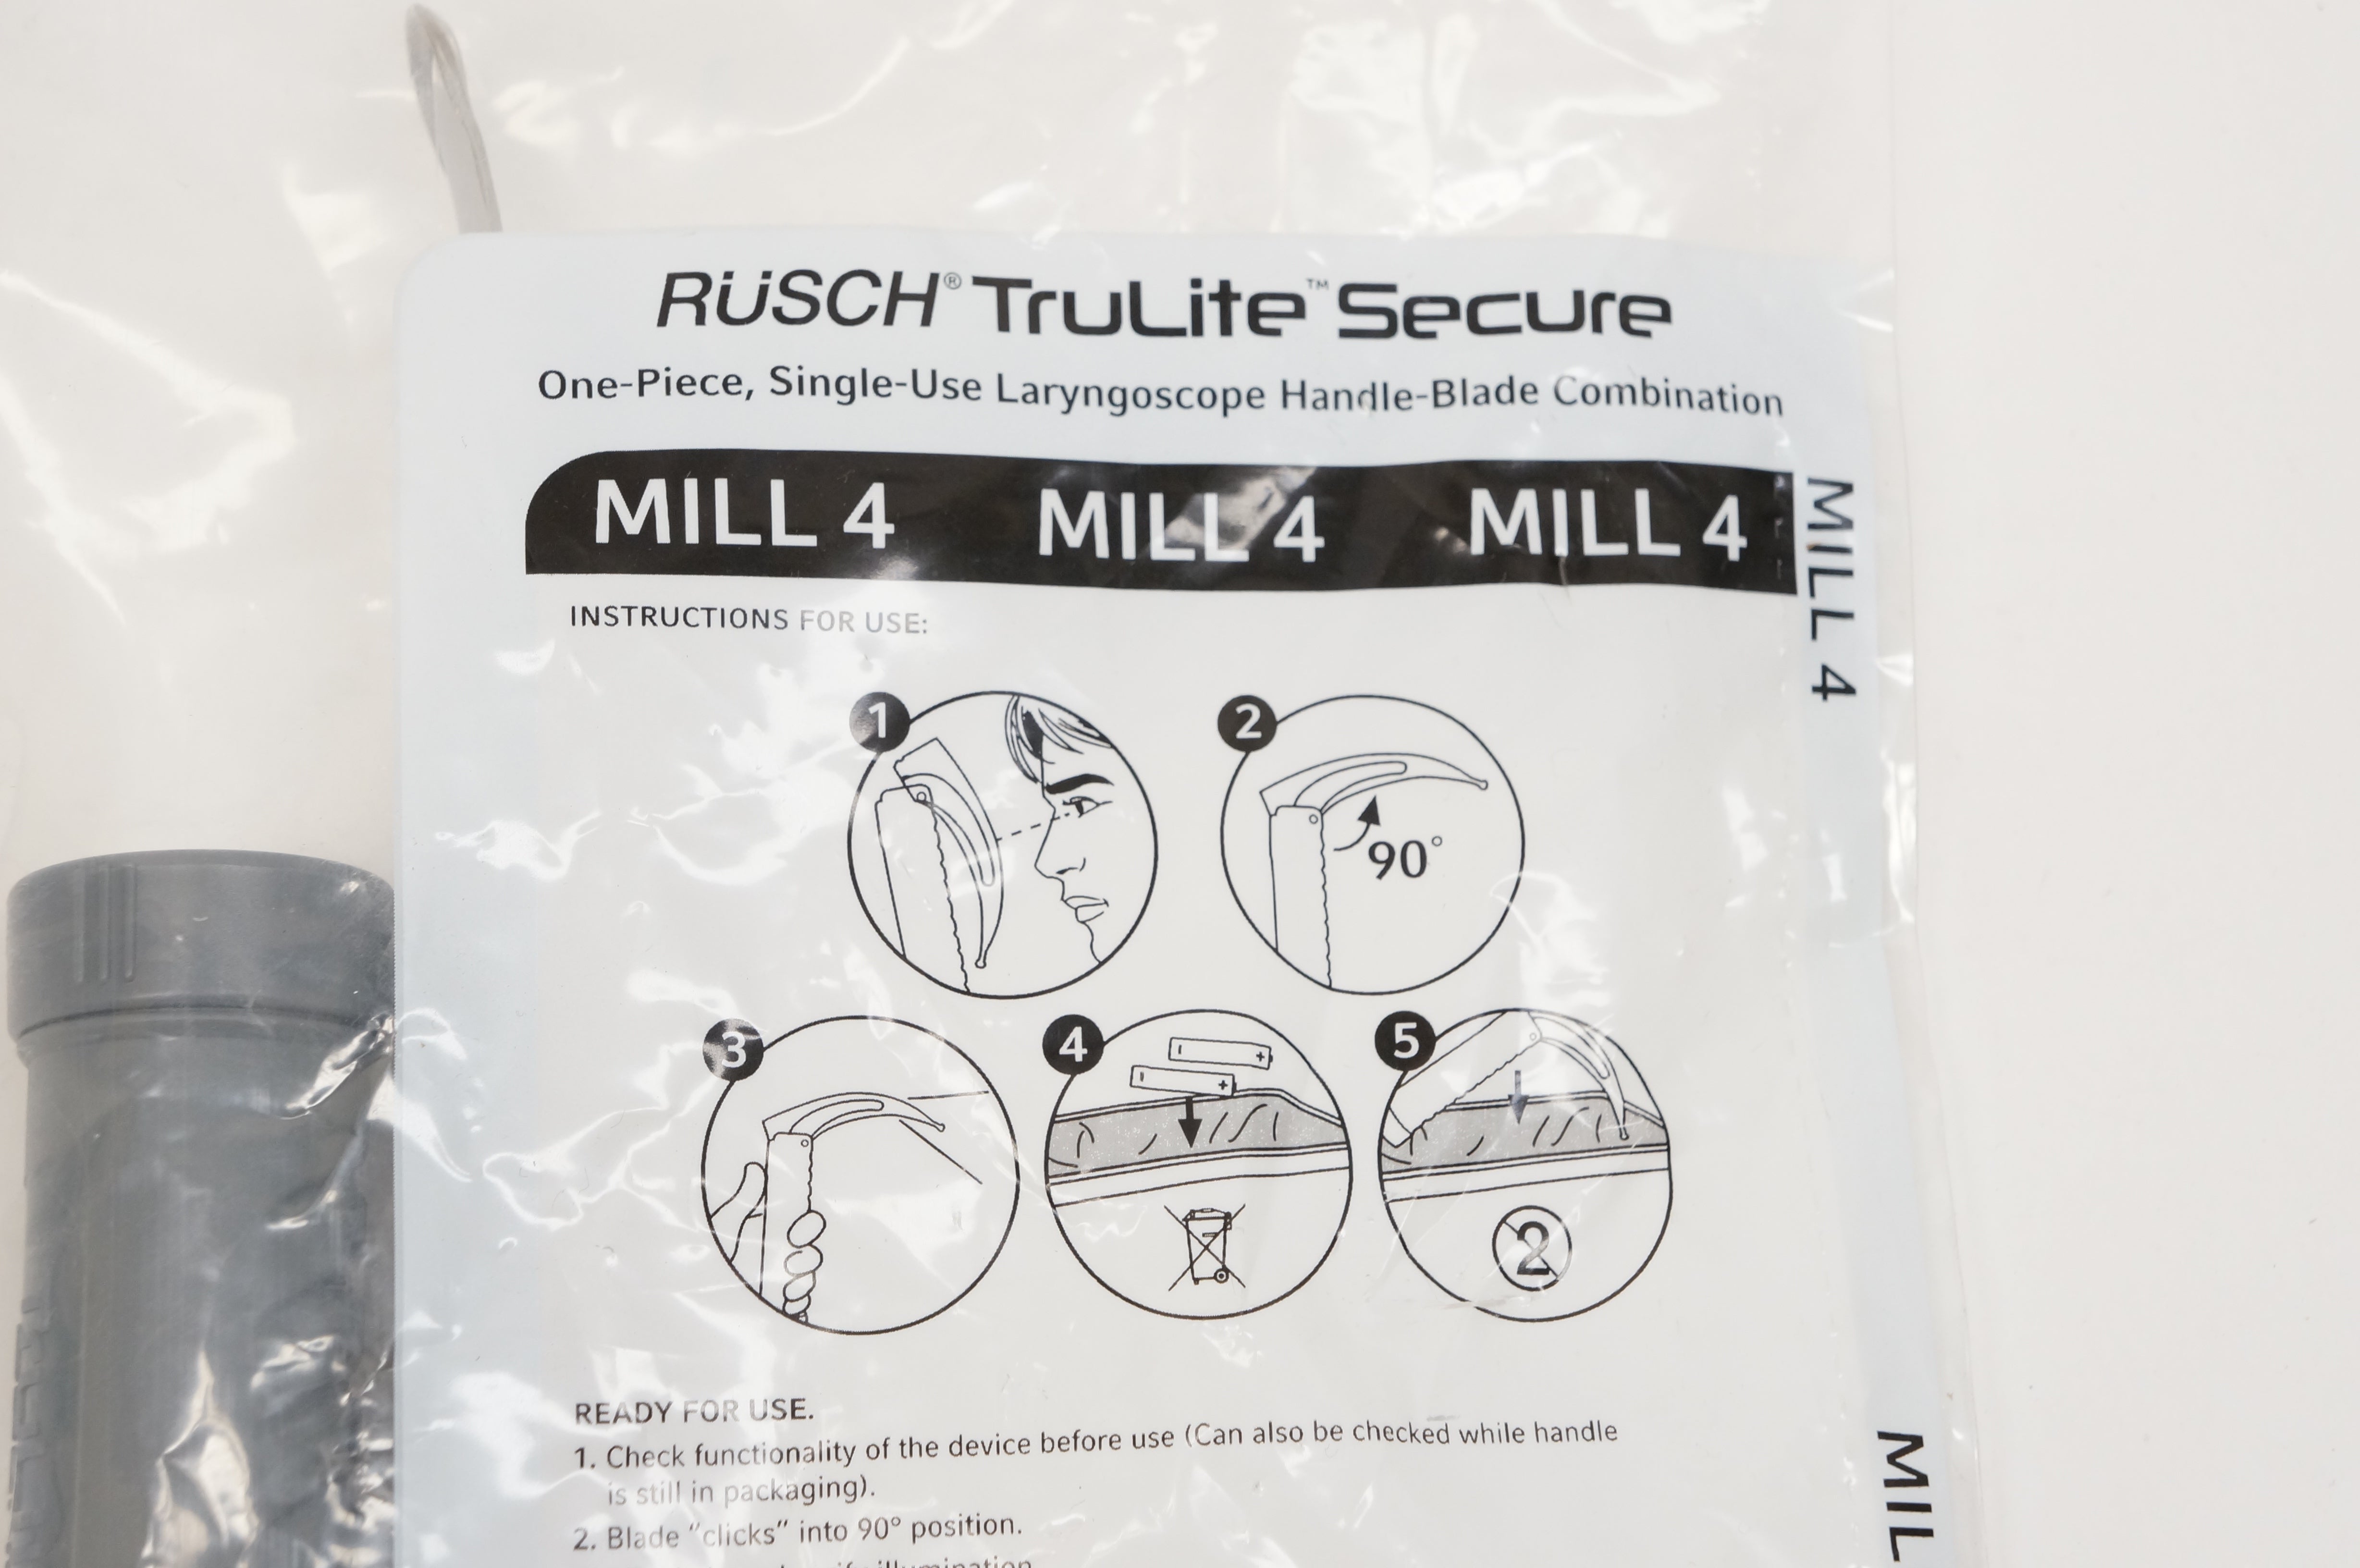 RÜSCH® TruLite™ Secure
One-Piece, Single-Use Laryngoscope Handle-Blade Combination
MILL 4 MILL 4 MILL 4
MILL 4
INSTRUCTIONS FOR USE:
1
2
90°
3
4
5
2
READY FOR USE.
1. Check functionality of the device before use (Can also be checked while handle
is still in packaging).
2. Blade “clicks” into 90° position.
illumination
MIL